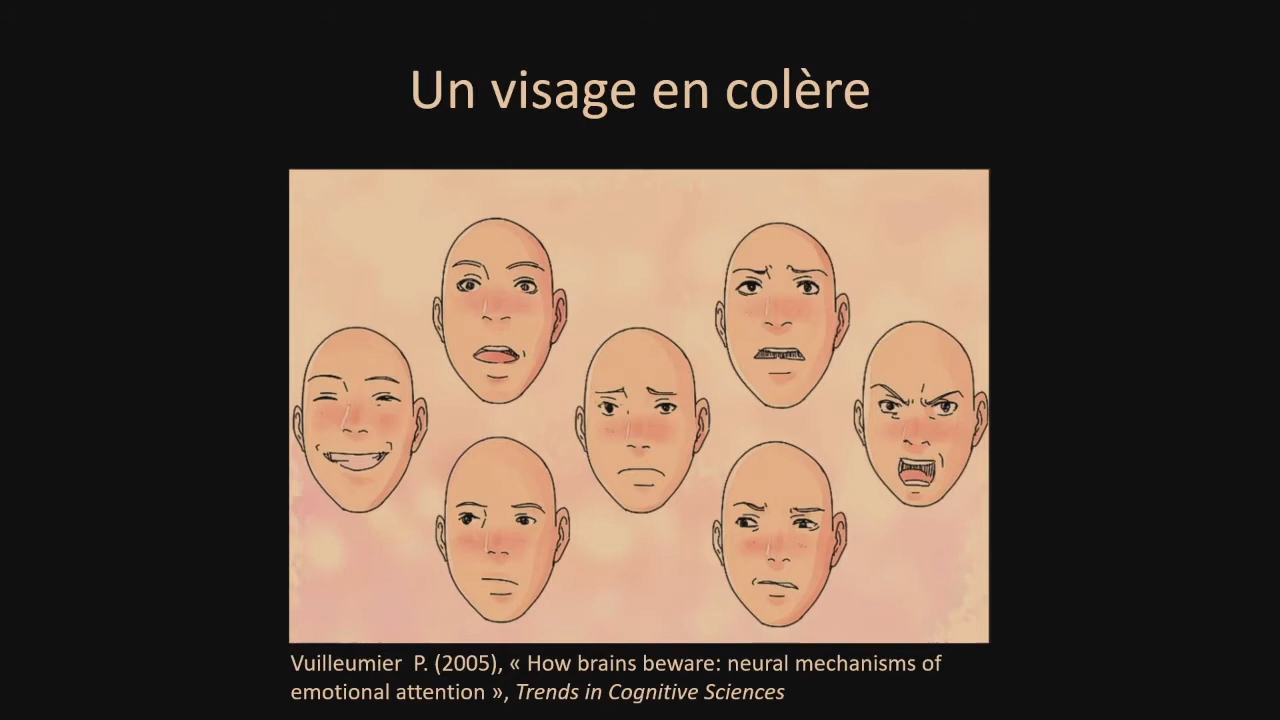 Un visage en colère
Vuilleumier P. (2005), « How brains beware: neural mechanisms of
emotional attention », Trends in Cognitive Sciences